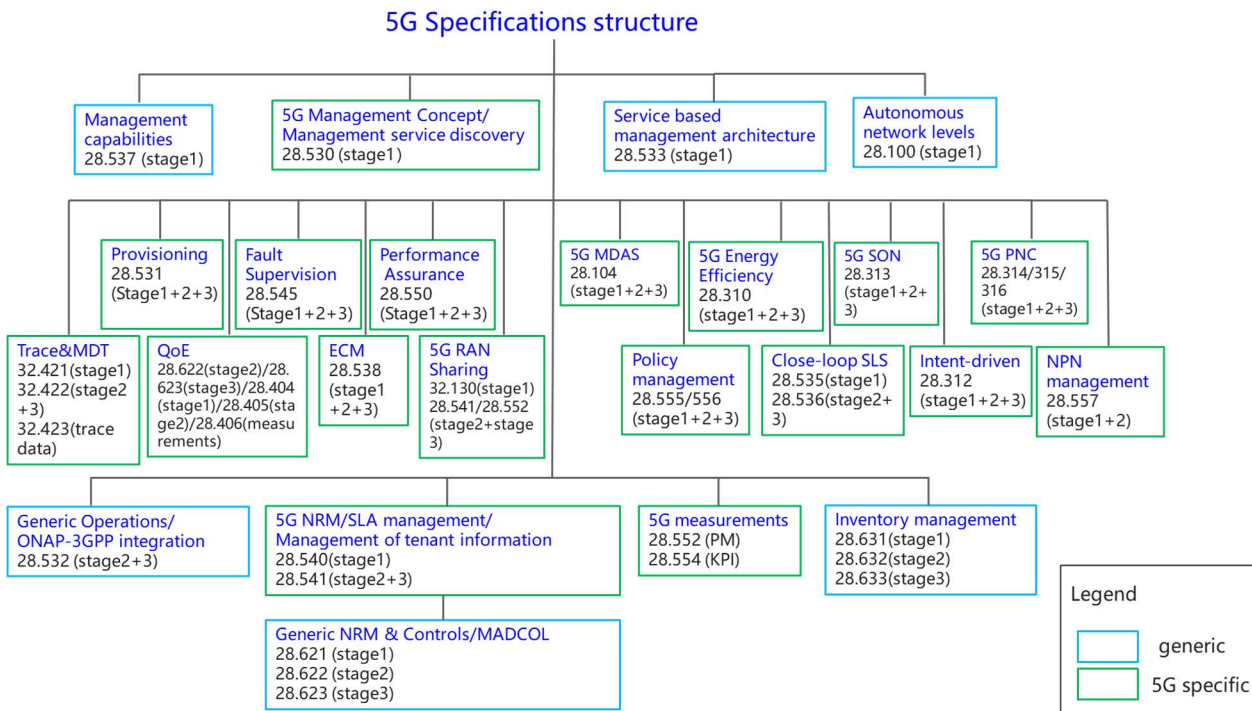 5G Specifications structure
Management
capabilities
28.537 (stage1)
5G Management Concept/
Management service discovery
28.530 (stage1)
Service based
management architecture
28.533 (stage1)
Autonomous
network levels
28.100 (stage1)
Provisioning
28.531
(Stage1+2+3)
Fault
Supervision
28.545
(Stage1+2+3)
Performance
Assurance
28.550
(Stage1+2+3)
5G MDAS
28.104
(stage1+2+3)
5G Energy
Efficiency
28.310
(stage1+2+3)
5G SON
28.313
(stage1+2+
3)
5G PNC
28.314/315/
316
(stage1+2+3)
Trace&MDT
32.421(stage1)
32.422(stage2
+3)
32.423(trace
data)
QoE
28.622(stage2)/28.
623(stage3)/28.404
(stage1)/28.405(sta
ge2)/28.406(measu
rements)
ECM
28.538
(stage1
+2+3)
5G RAN
Sharing
32.130(stage1)
28.541/28.552
(stage2+stage
3)
Policy
management
28.555/556
(stage1+2+3)
Close-loop SLS
28.535(stage1)
28.536(stage2+
3)
Intent-driven
28.312
(stage1+2+3)
NPN
management
28.557
(stage1+2)
Generic Operations/
ONAP-3GPP integration
28.532 (stage2+3)
5G NRM/SLA management/
Management of tenant information
28.540(stage1)
28.541(stage2+3)
5G measurements
28.552 (PM)
28.554 (KPI)
Inventory management
28.631(stage1)
28.632(stage2)
28.633(stage3)
Generic NRM & Controls/MADCOL
28.621 (stage1)
28.622 (stage2)
28.623 (stage3)
Legend
generic
5G specific